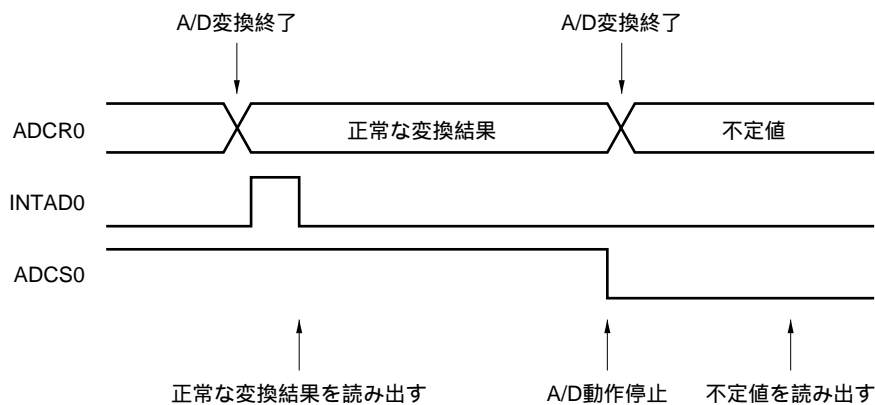 A/D変換終了
A/D変換終了
ADCR0
正常な変換結果
不定値
INTAD0
ADCS0
正常な変換結果を読み出す
A/D動作停止
不定値を読み出す